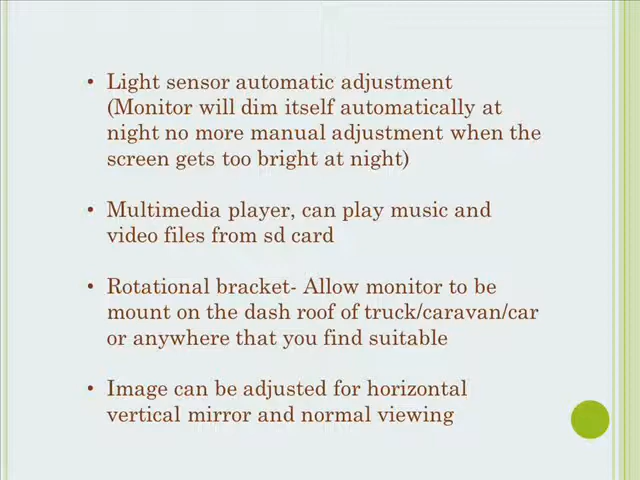 • Light sensor automatic adjustment
(Monitor will dim itself automatically at
night no more manual adjustment when the
screen gets too bright at night)
• Multimedia player, can play music and
video files from sd card
• Rotational bracket- Allow monitor to be
mount on the dash roof of truck/caravan/car
or anywhere that you find suitable
• Image can be adjusted for horizontal
vertical mirror and normal viewing